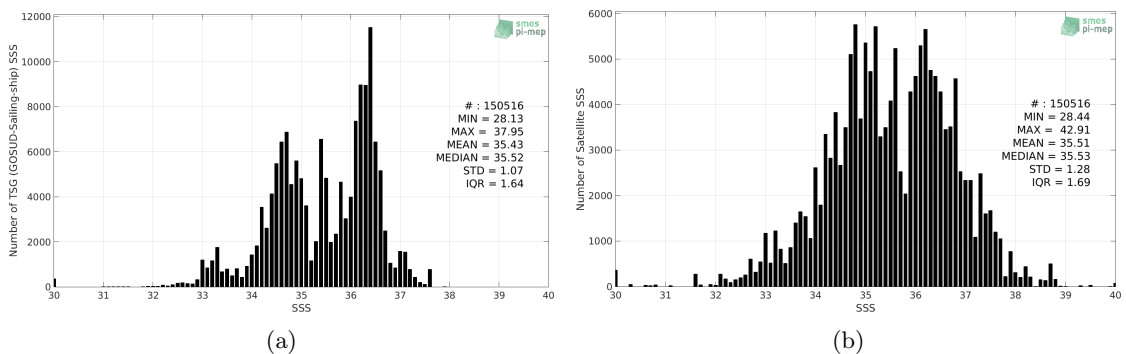 12000
10000
8000
6000
4000
2000
0
Number of TSG (GOSUD-Sailing-ship) SSS
smos
pi-mep
# : 150516
MIN = 28.13
MAX = 37.95
MEAN = 35.43
MEDIAN = 35.52
STD = 1.07
IQR = 1.64
30 31 32 33 34 35 36 37 38 39 40
SSS
(a)
6000
5000
4000
3000
2000
1000
0
Number of Satellite SSS
smos
pi-mep
# : 150516
MIN = 28.44
MAX = 42.91
MEAN = 35.51
MEDIAN = 35.53
STD = 1.28
IQR = 1.69
30 31 32 33 34 35 36 37 38 39 40
SSS
(b)